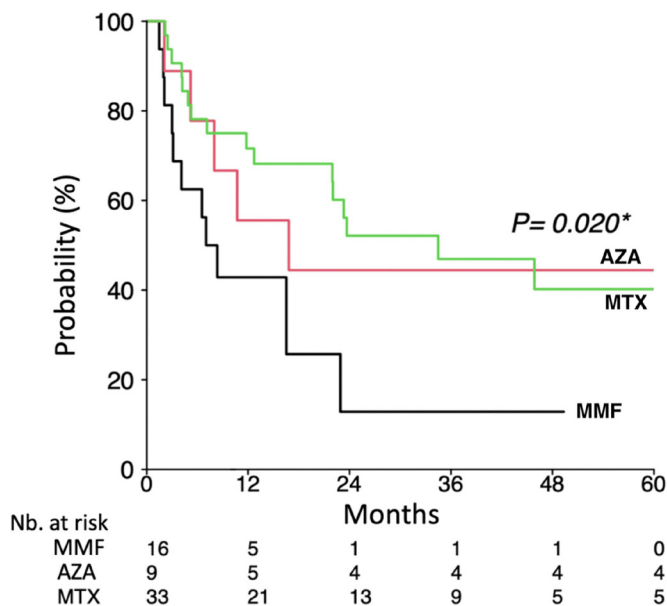 100
80
60
40
20
0
Probability (%)
P= 0.020*
AZA
MTX
MMF
0 12 24 36 48 60
Months
Nb. at risk
MMF 16 5 1 1 1 0
AZA 9 5 4 4 4 4
MTX 33 21 13 9 5 5